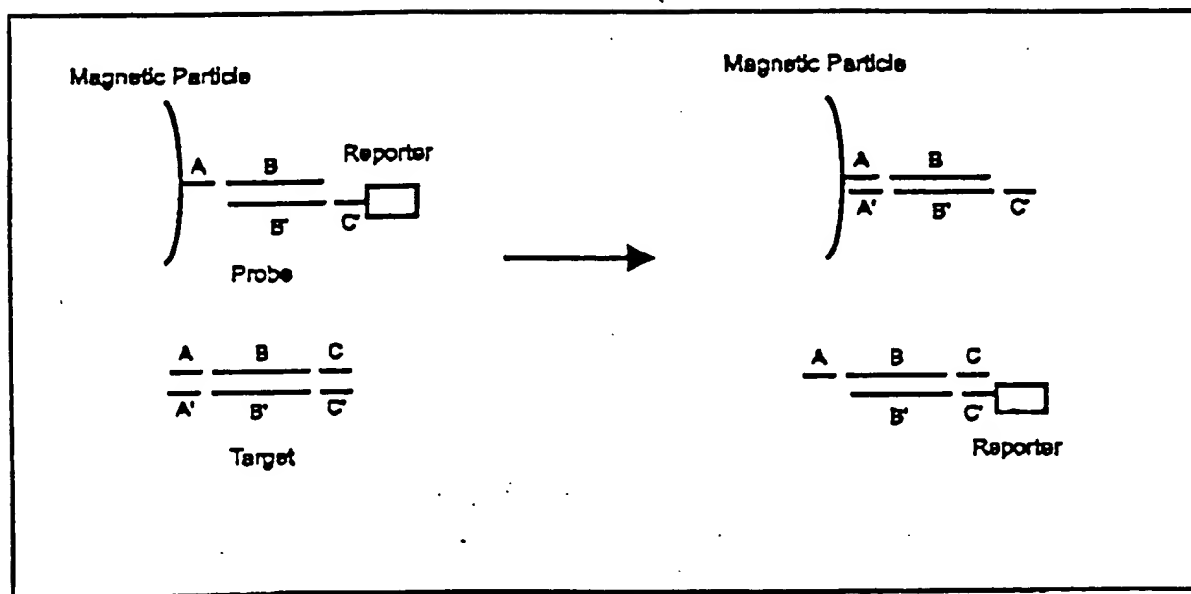 Magnetic Particle
A B Reporter
B' C'
Probe
A B C
A' B' C'
Target
Magnetic Particle
A B
A' B' C'
A B C
B' C'
Reporter